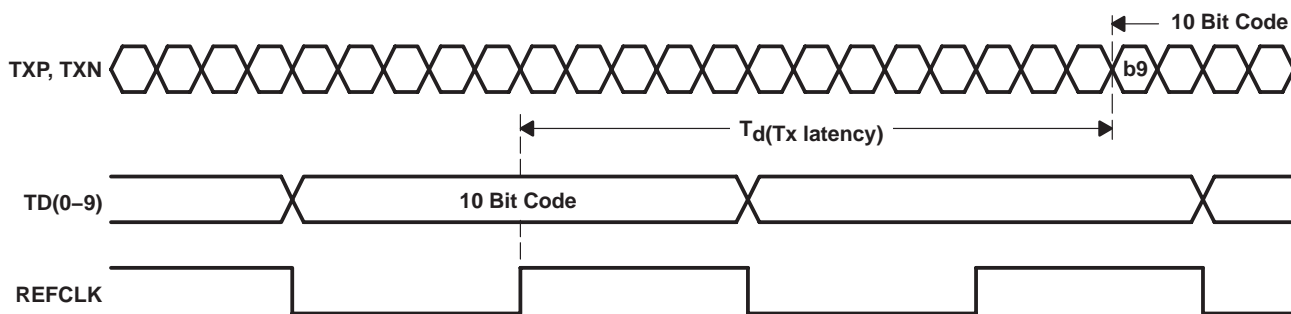 10 Bit Code
TXP, TXN
b9
Td(Tx latency)
TD(0–9)
10 Bit Code
REFCLK